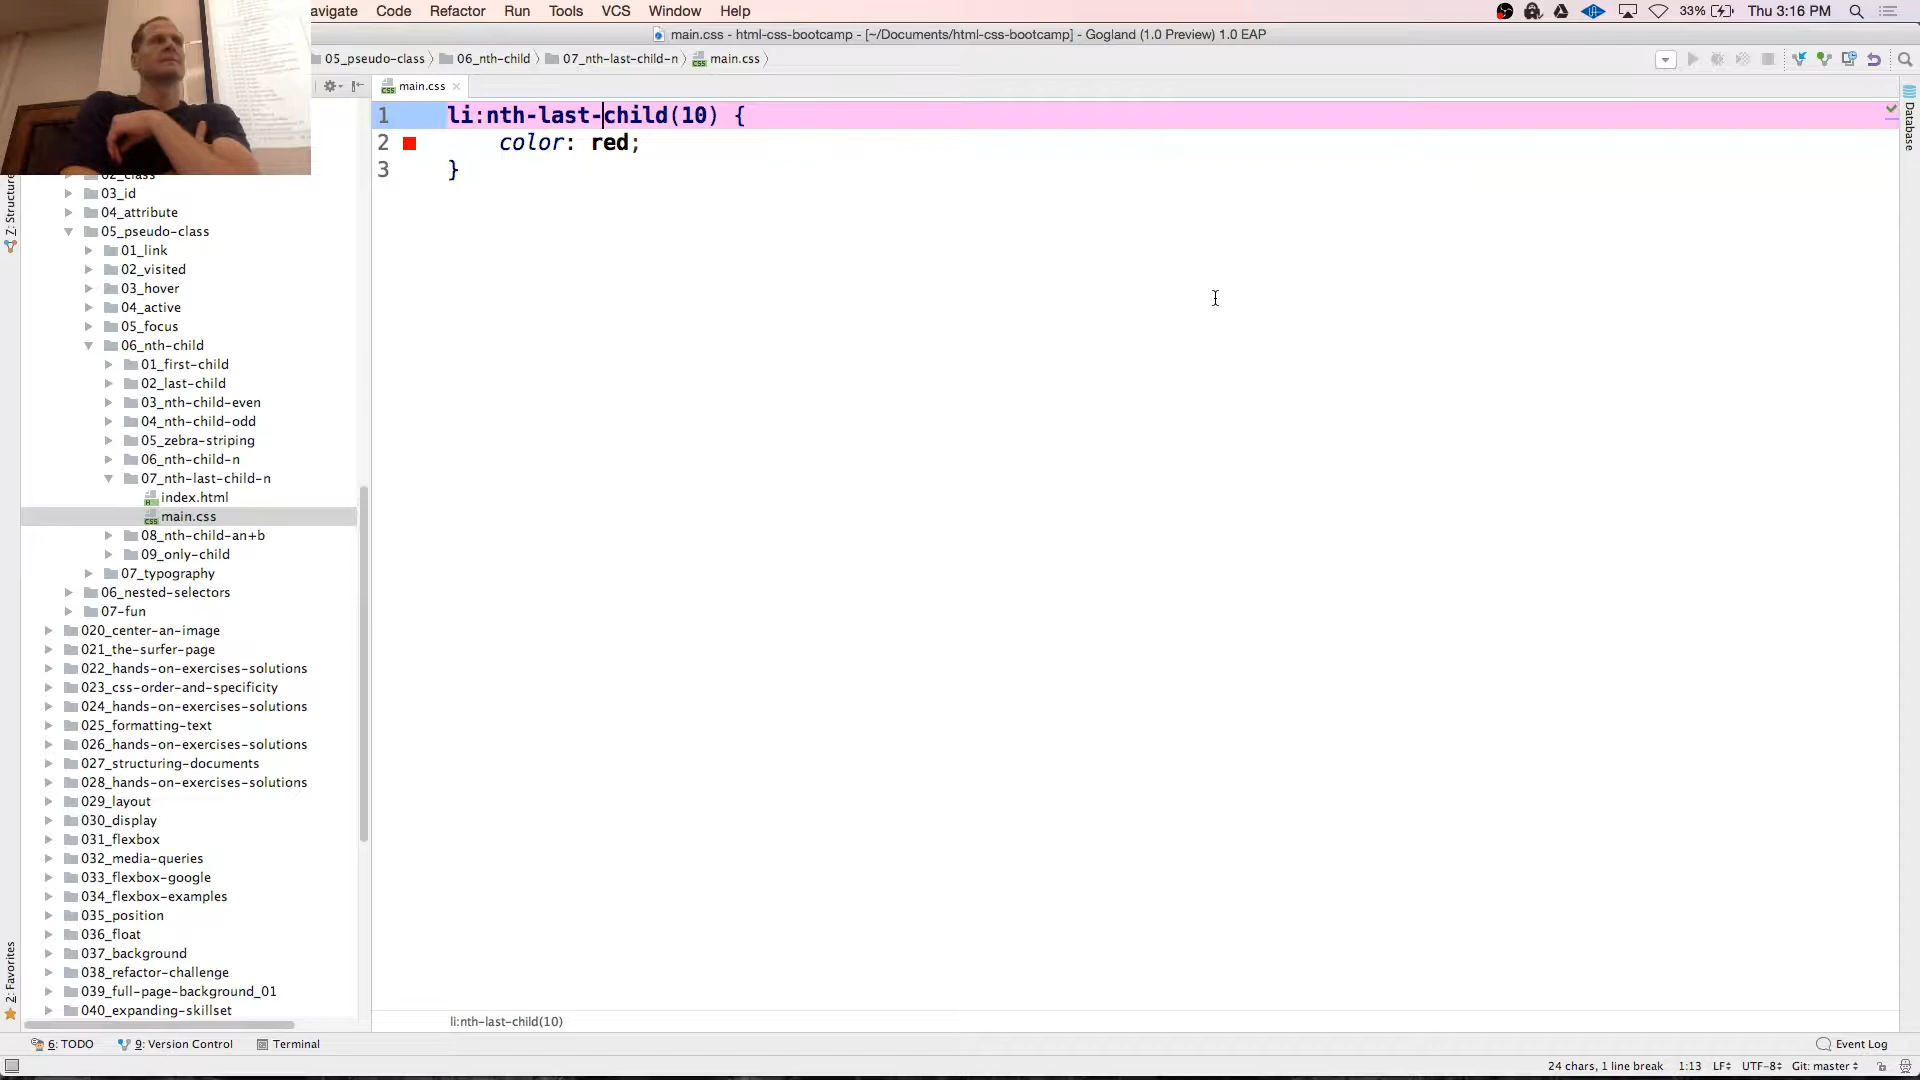 avigate Code Refactor Run Tools VCS Window Help 33% Thu 3:16 PM
main.css - html-css-bootcamp - [~/Documents/html-css-bootcamp] - Gogland (1.0 Preview) 1.0 EAP
05_pseudo-class 06_nth-child 07_nth-last-child-n main.css
main.css
1 li:nth-last-child(10) {
2 color: red;
3 }
Database
Z: Structure
2: Favorites
02_class
03_id
04_attribute
05_pseudo-class
01_link
02_visited
03_hover
04_active
05_focus
06_nth-child
01_first-child
02_last-child
03_nth-child-even
04_nth-child-odd
05_zebra-striping
06_nth-child-n
07_nth-last-child-n
index.html
main.css
08_nth-child-an+b
09_only-child
07_typography
06_nested-selectors
07-fun
020_center-an-image
021_the-surfer-page
022_hands-on-exercises-solutions
023_css-order-and-specificity
024_hands-on-exercises-solutions
025_formatting-text
026_hands-on-exercises-solutions
027_structuring-documents
028_hands-on-exercises-solutions
029_layout
030_display
031_flexbox
032_media-queries
033_flexbox-google
034_flexbox-examples
035_position
036_float
037_background
038_refactor-challenge
039_full-page-background_01
040_expanding-skillset
li:nth-last-child(10)
6: TODO 9: Version Control Terminal Event Log
24 chars, 1 line break 1:13 LF UTF-8 Git: master